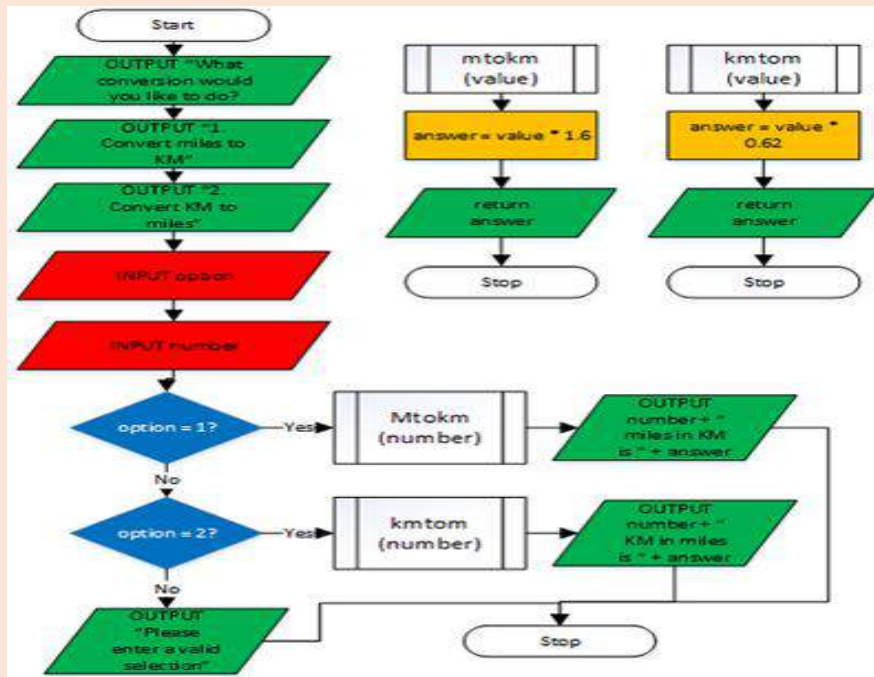 Start
OUTPUT "What
conversion would
you like to do?
OUTPUT "1.
Convert miles to
KM"
OUTPUT "2.
Convert KM to
miles"
INPUT option
INPUT number
option = 1?
Yes
Mtokm
(number)
OUTPUT
number+ "
miles in KM
is " + answer
No
option = 2?
Yes
kmtom
(number)
OUTPUT
number+ "
KM in miles
is " + answer
No
OUTPUT
"Please
enter a valid
selection"
Stop
mtokm
(value)
answer = value * 1.6
return
answer
Stop
kmtom
(value)
answer = value *
0.62
return
answer
Stop